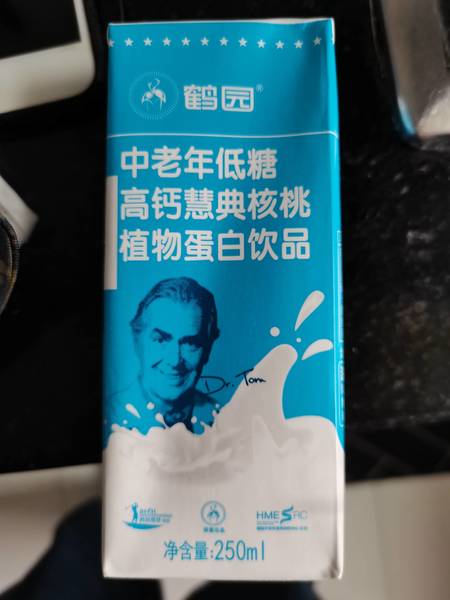 鹤园®
中老年低糖
高钙慧典核桃
植物蛋白饮品
Dr. Tom
HMESRC
净含量:250ml